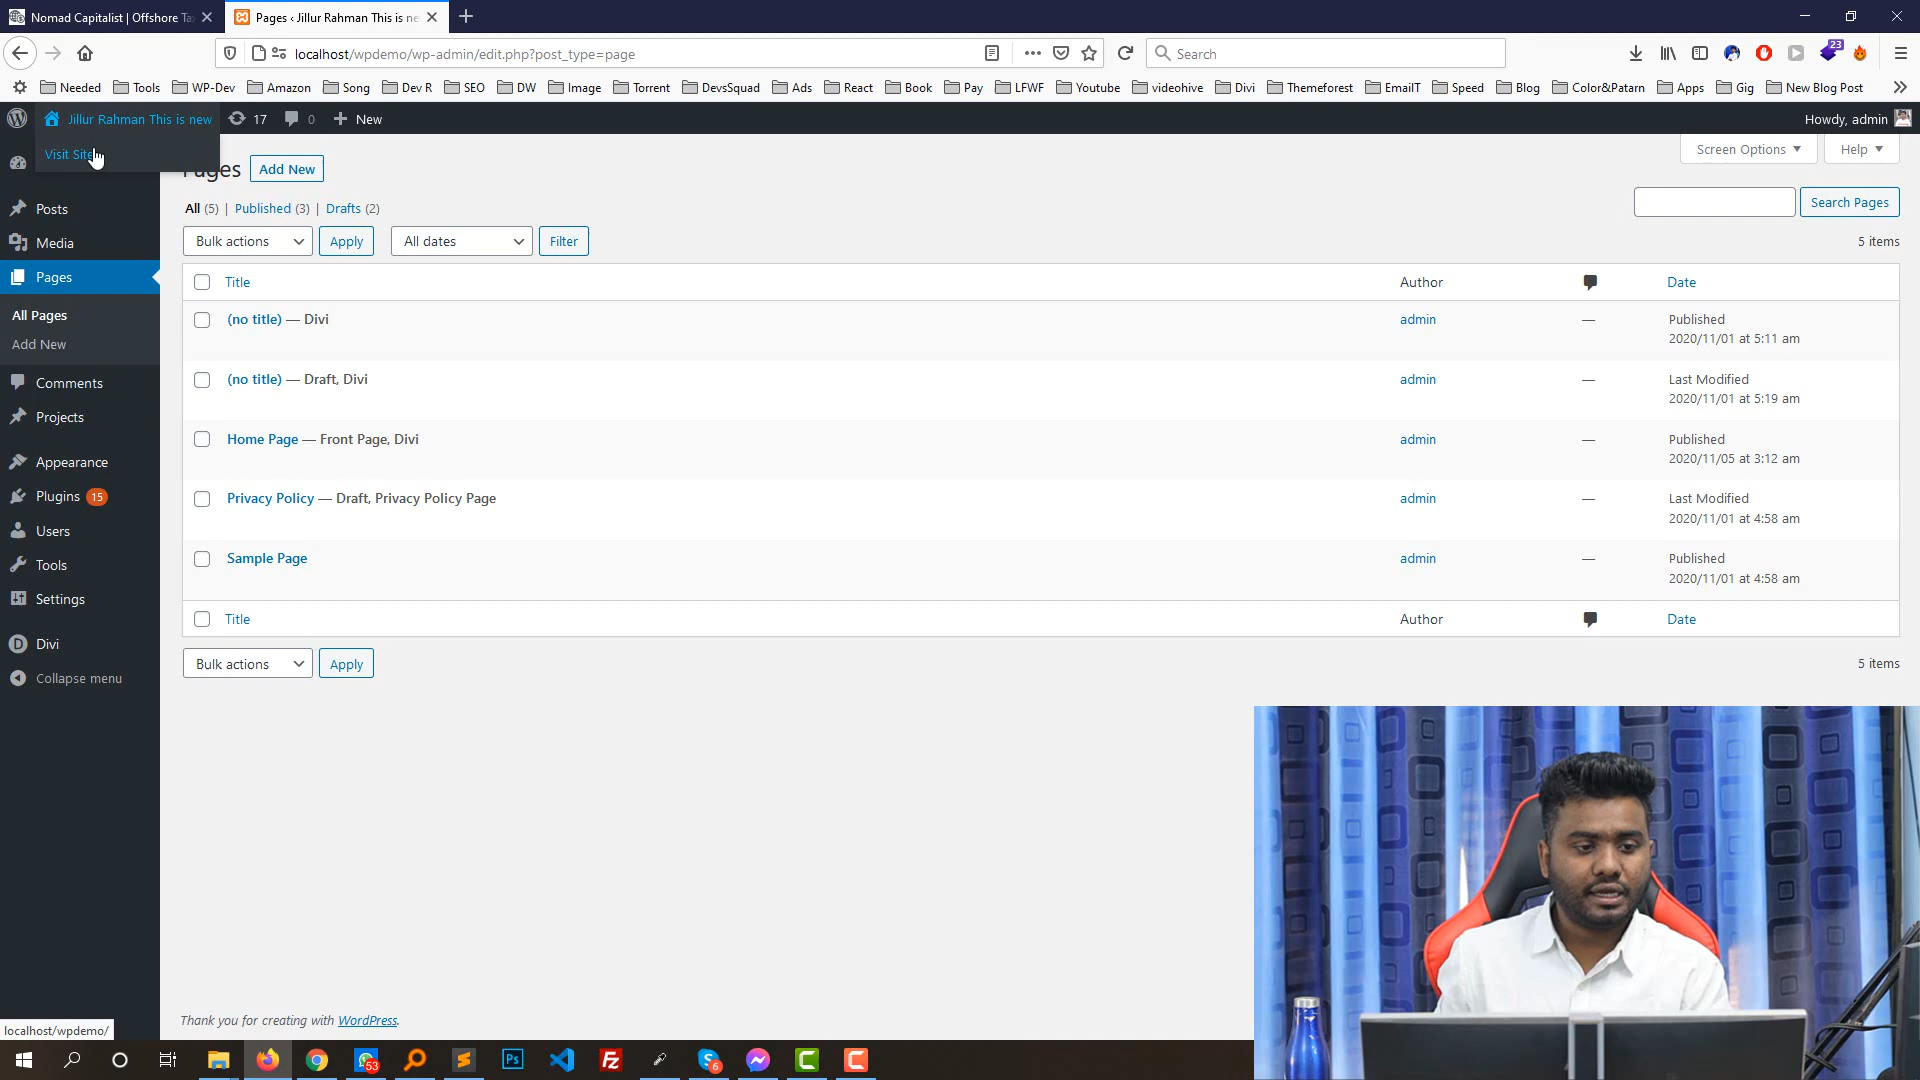 Nomad Capitalist | Offshore Ta
Pages ‹ Jillur Rahman This is ne
localhost/wpdemo/wp-admin/edit.php?post_type=page
Search
23
Needed
Tools
WP-Dev
Amazon
Song
Dev R
SEO
DW
Image
Torrent
DevsSquad
Ads
React
Book
Pay
LFWF
Youtube
videohive
Divi
Themeforest
EmailT
Speed
Blog
Color&Patarn
Apps
Gig
New Blog Post
Jillur Rahman This is new
17
0
New
Howdy, admin
Visit Site
Pages
Add New
Screen Options
Help
All (5) | Published (3) | Drafts (2)
Search Pages
Bulk actions
Apply
All dates
Filter
5 items
Posts
Media
Pages
All Pages
Add New
Comments
Projects
Appearance
Plugins 15
Users
Tools
Settings
Divi
Collapse menu
Title
Author
Date
(no title) — Divi
admin
—
Published
2020/11/01 at 5:11 am
(no title) — Draft, Divi
admin
—
Last Modified
2020/11/01 at 5:19 am
Home Page — Front Page, Divi
admin
—
Published
2020/11/05 at 3:12 am
Privacy Policy — Draft, Privacy Policy Page
admin
—
Last Modified
2020/11/01 at 4:58 am
Sample Page
admin
—
Published
2020/11/01 at 4:58 am
Title
Author
Date
Bulk actions
Apply
5 items
Thank you for creating with WordPress.
localhost/wpdemo/
53
Ps
Fz
6